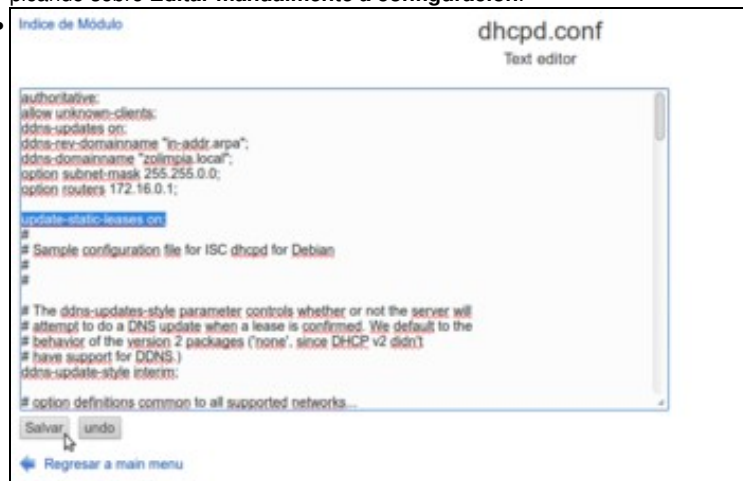 picando sobre Editar manualmente a configuración.
Indice de Módulo
dhcpd.conf
Text editor
authoritative;
allow unknown-clients;
ddns-updates on;
ddns-rev-domainname "in-addr.arpa";
ddns-domainname "zolimpia.local";
option subnet-mask 255.255.0.0;
option routers 172.16.0.1;
update-static-leases on;
#
# Sample configuration file for ISC dhcpd for Debian
#
#
# The ddns-updates-style parameter controls whether or not the server will
# attempt to do a DNS update when a lease is confirmed. We default to the
# behavior of the version 2 packages ('none', since DHCP v2 didn't
# have support for DDNS.)
ddns-update-style interim;
# option definitions common to all supported networks...
Salvar undo
Regresar a main menu